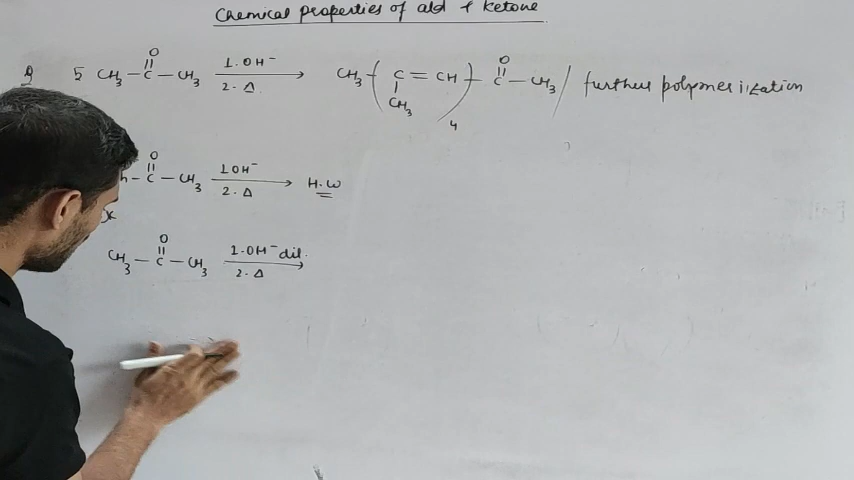 Chemical properties of ald & ketone
Q 5 CH3-C(=O)-CH3 1. OH- 2. Δ → CH3-(C(CH3)=CH)4-C(=O)-CH3 / further polymerization
h-C(=O)-CH3 1 OH- 2. Δ → H.W
CH3-C(=O)-CH3 1. OH- dil. 2. Δ →